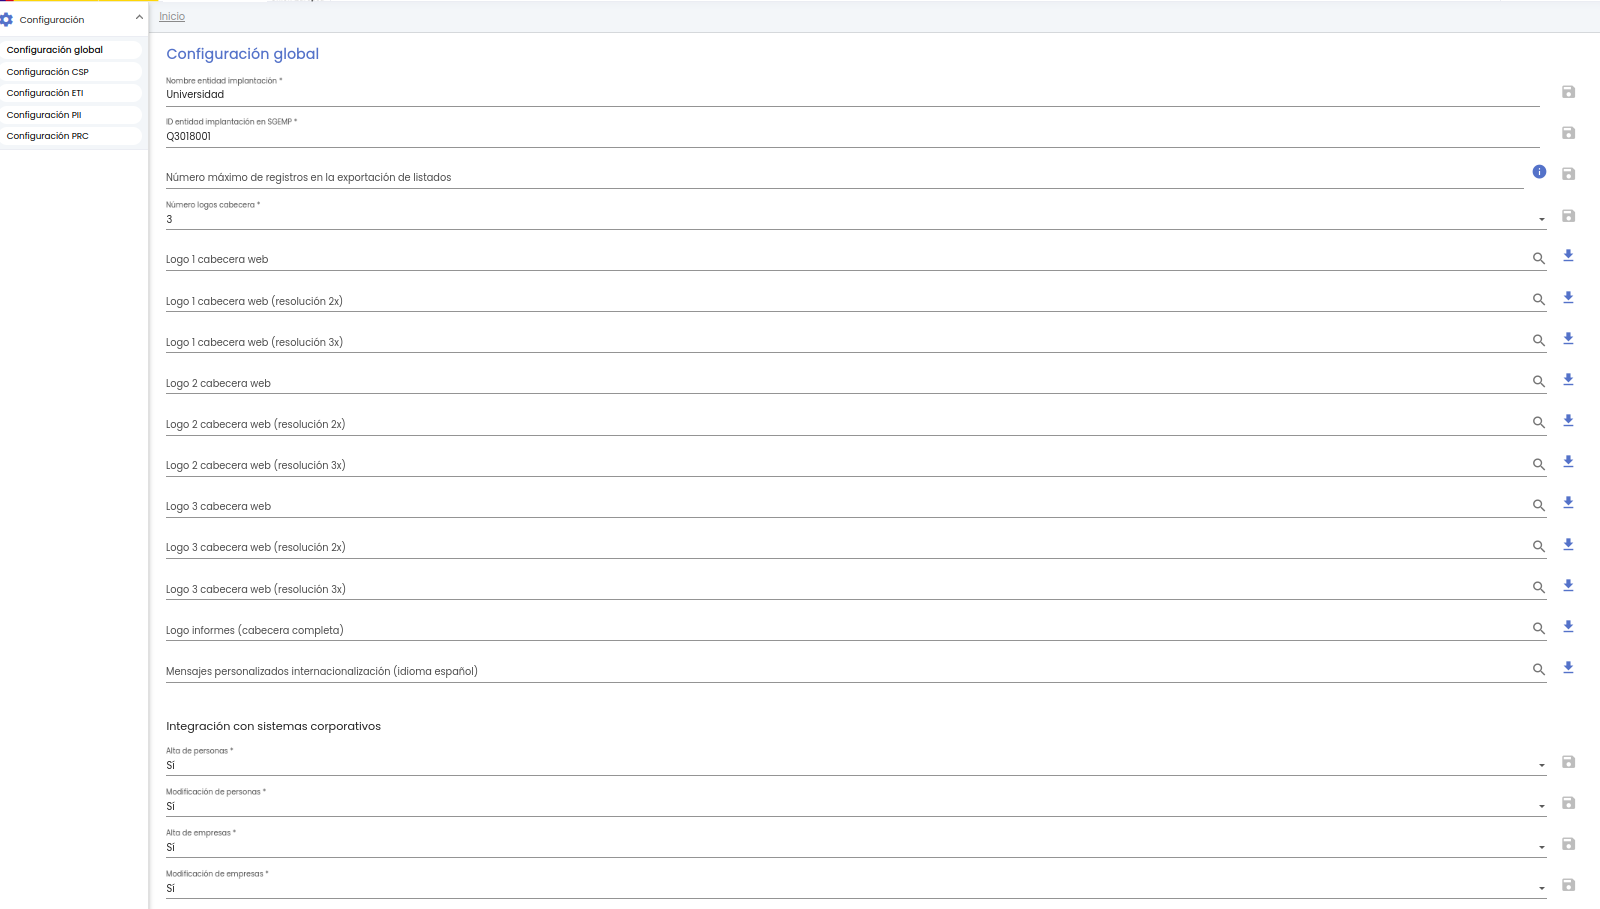 Configuración
Inicio
Configuración global
Configuración CSP
Configuración ETI
Configuración PII
Configuración PRC
Configuración global
Nombre entidad implantación *
Universidad
ID entidad implantación en SGEMP *
Q3018001
Número máximo de registros en la exportación de listados
Número logos cabecera *
3
Logo 1 cabecera web
Logo 1 cabecera web (resolución 2x)
Logo 1 cabecera web (resolución 3x)
Logo 2 cabecera web
Logo 2 cabecera web (resolución 2x)
Logo 2 cabecera web (resolución 3x)
Logo 3 cabecera web
Logo 3 cabecera web (resolución 2x)
Logo 3 cabecera web (resolución 3x)
Logo informes (cabecera completa)
Mensajes personalizados internacionalización (idioma español)
Integración con sistemas corporativos
Alta de personas *
Sí
Modificación de personas *
Sí
Alta de empresas *
Sí
Modificación de empresas *
Sí